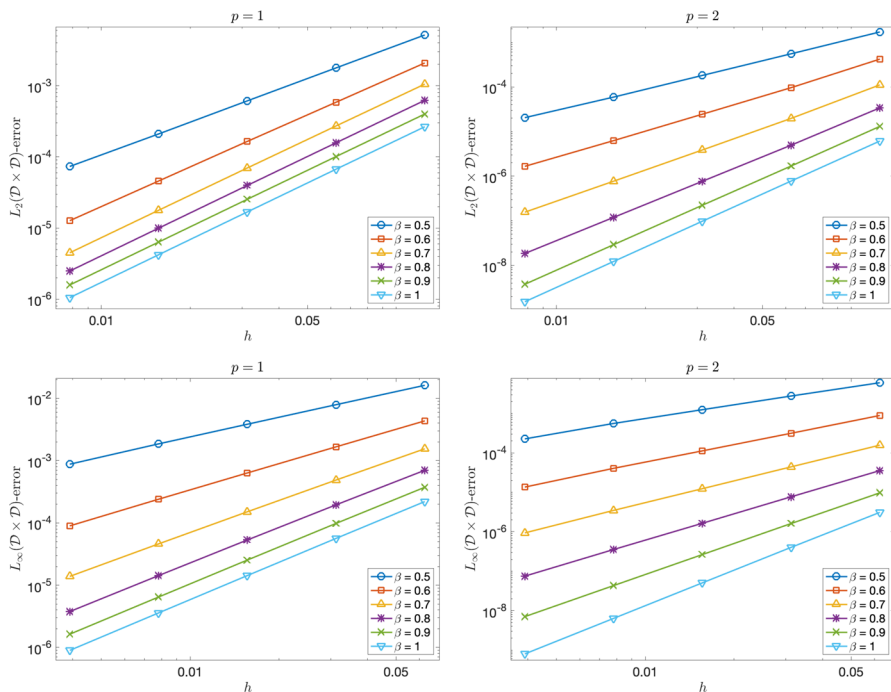 p = 1
L₂(𝒟 × 𝒟)-error
10⁻³
10⁻⁴
10⁻⁵
10⁻⁶
β = 0.5
β = 0.6
β = 0.7
β = 0.8
β = 0.9
β = 1
0.01
0.05
h
p = 2
L₂(𝒟 × 𝒟)-error
10⁻⁴
10⁻⁶
10⁻⁸
β = 0.5
β = 0.6
β = 0.7
β = 0.8
β = 0.9
β = 1
0.01
0.05
h
p = 1
L∞(𝒟 × 𝒟)-error
10⁻²
10⁻³
10⁻⁴
10⁻⁵
10⁻⁶
β = 0.5
β = 0.6
β = 0.7
β = 0.8
β = 0.9
β = 1
0.01
0.05
h
p = 2
L∞(𝒟 × 𝒟)-error
10⁻⁴
10⁻⁶
10⁻⁸
β = 0.5
β = 0.6
β = 0.7
β = 0.8
β = 0.9
β = 1
0.01
0.05
h